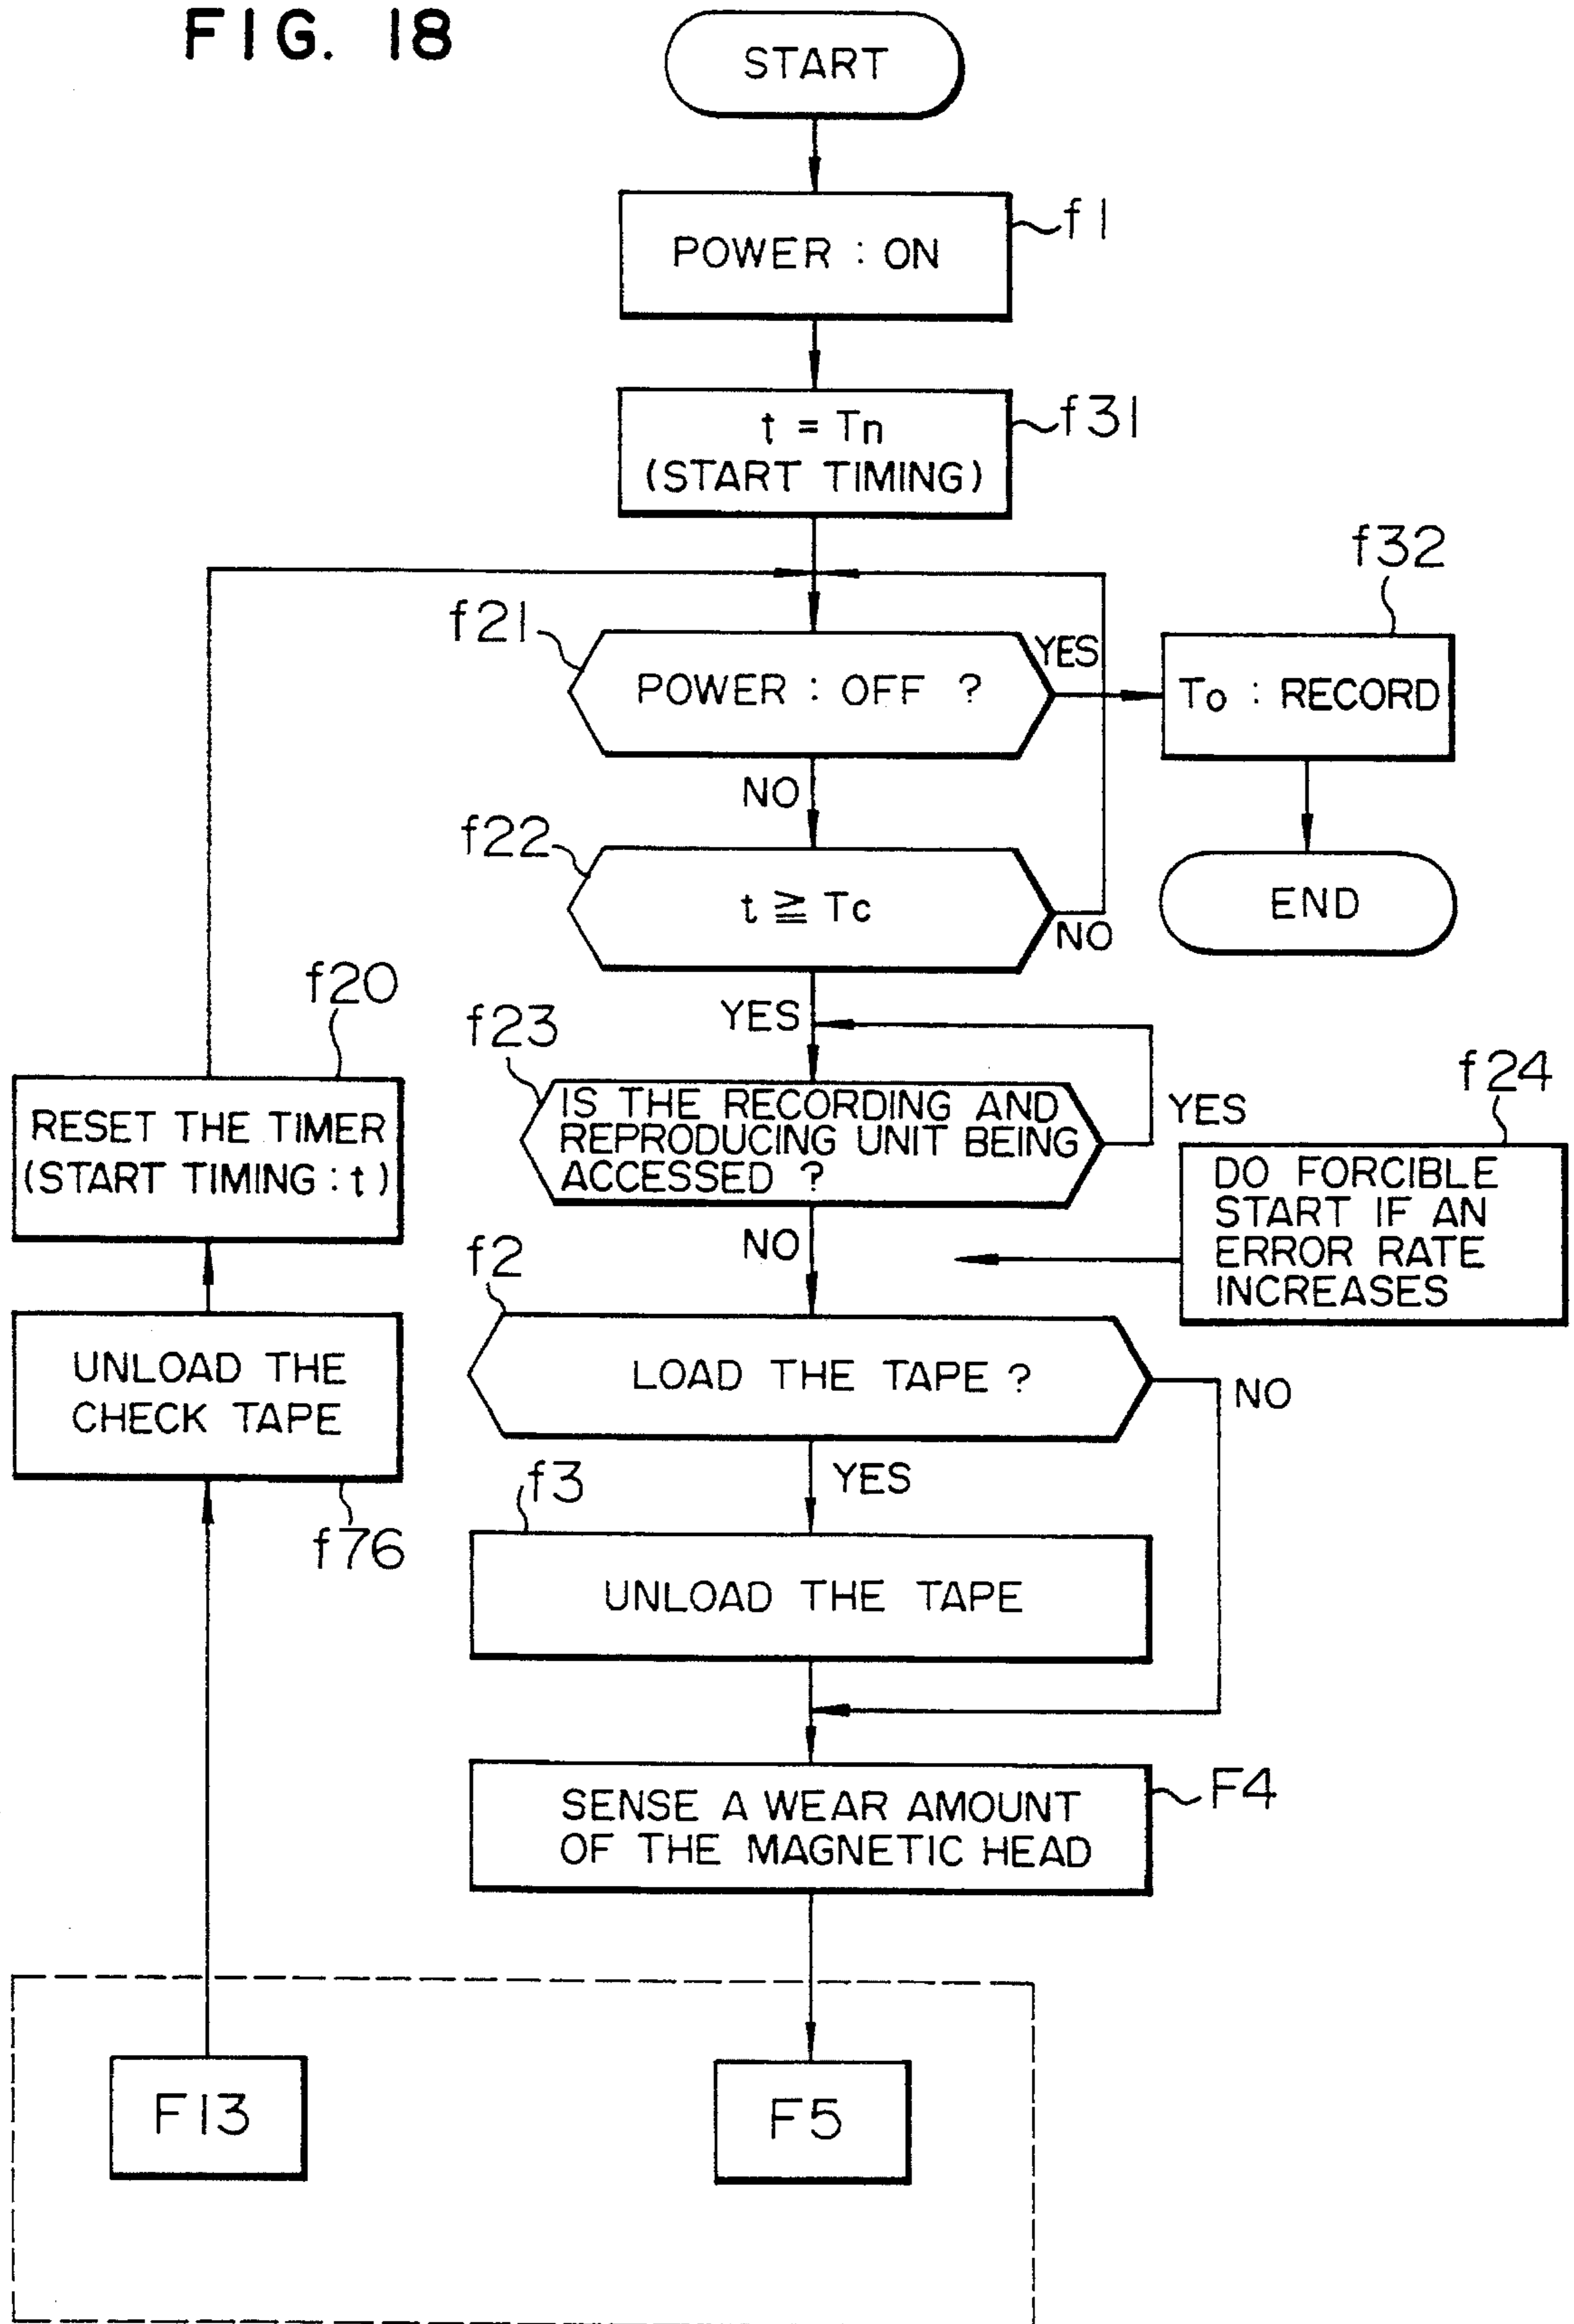 FIG. 18
START
POWER : ON
f1
t = Tn
(START TIMING)
f31
f32
f21
POWER : OFF ?
YES
To : RECORD
NO
f22
t ≧ Tc
NO
END
f20
YES
f23
IS THE RECORDING AND
REPRODUCING UNIT BEING
ACCESSED ?
YES
f24
RESET THE TIMER
(START TIMING : t)
DO FORCIBLE
START IF AN
ERROR RATE
INCREASES
NO
f2
LOAD THE TAPE ?
NO
UNLOAD THE
CHECK TAPE
f76
YES
f3
UNLOAD THE TAPE
SENSE A WEAR AMOUNT
OF THE MAGNETIC HEAD
F4
F13
F5